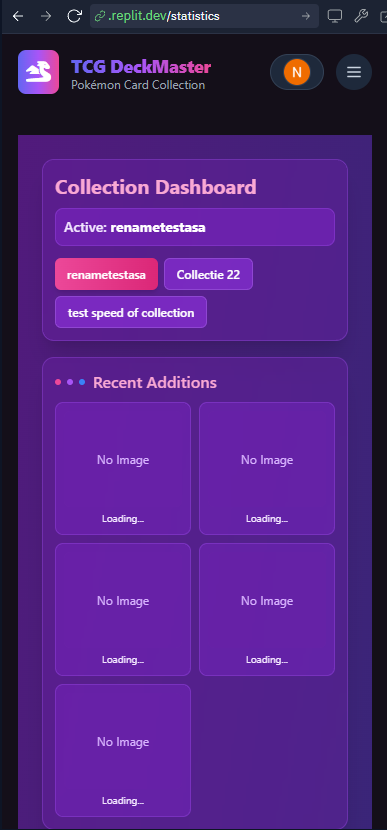 .replit.dev/statistics
TCG DeckMaster
Pokémon Card Collection
N
Collection Dashboard
Active: renametestasa
renametestasa
Collectie 22
test speed of collection
Recent Additions
No Image
Loading...
No Image
Loading...
No Image
Loading...
No Image
Loading...
No Image
Loading...